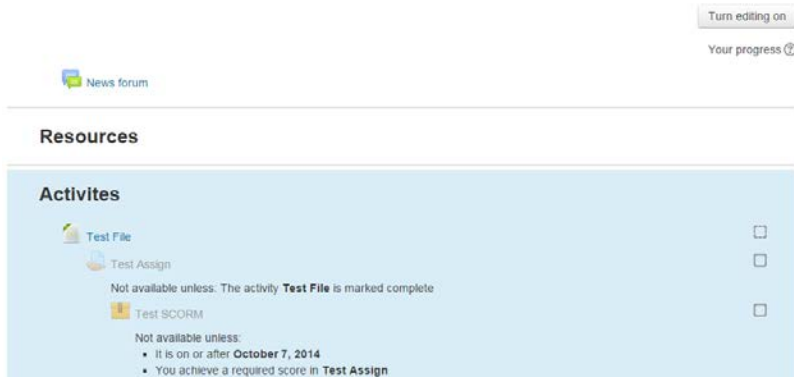 Turn editing on
Your progress
News forum
Resources
Activites
Test File
Test Assign
Not available unless: The activity Test File is marked complete
Test SCORM
Not available unless:
• It is on or after October 7, 2014
• You achieve a required score in Test Assign